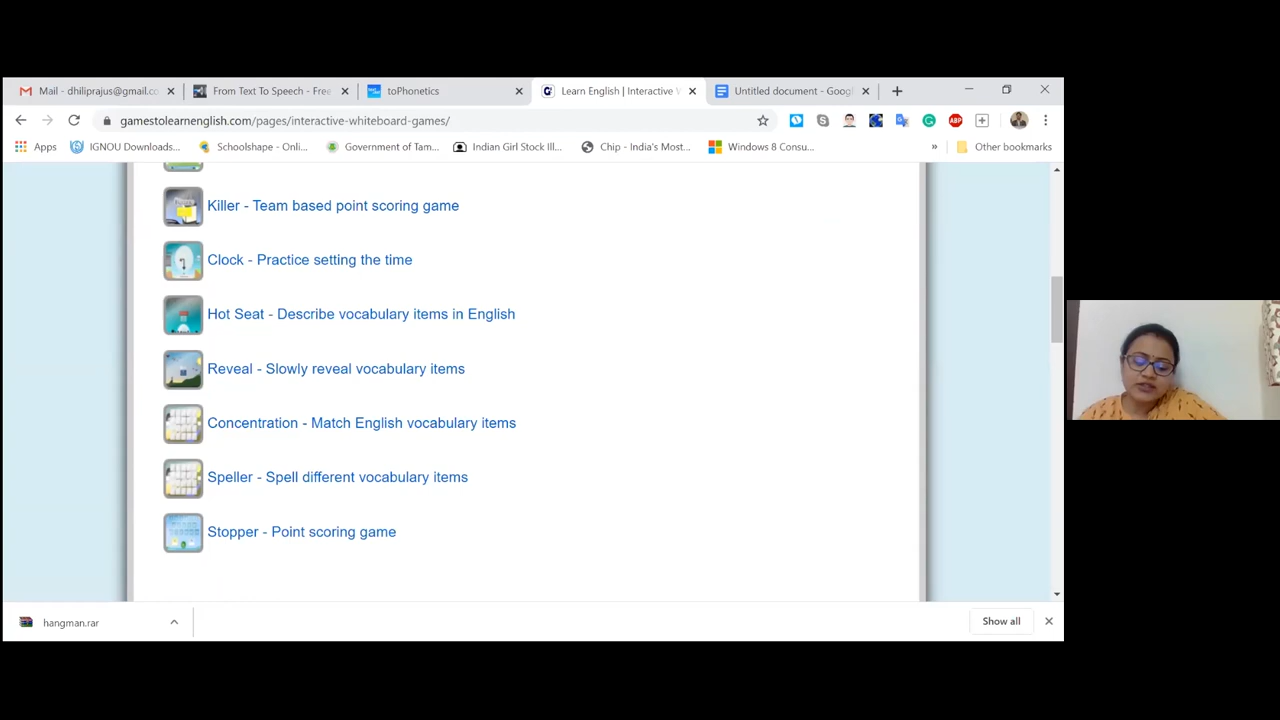 Mail - dhiliprajus@gmail.co
From Text To Speech - Free
toPhonetics
Learn English | Interactive W
Untitled document - Googl
gamestolearnenglish.com/pages/interactive-whiteboard-games/
ABP
Apps
IGNOU Downloads...
Schoolshape - Onli...
Government of Tam...
Indian Girl Stock Ill...
Chip - India's Most...
Windows 8 Consu...
»
Other bookmarks
Killer - Team based point scoring game
Clock - Practice setting the time
Hot Seat - Describe vocabulary items in English
Reveal - Slowly reveal vocabulary items
Concentration - Match English vocabulary items
Speller - Spell different vocabulary items
Stopper - Point scoring game
hangman.rar
Show all